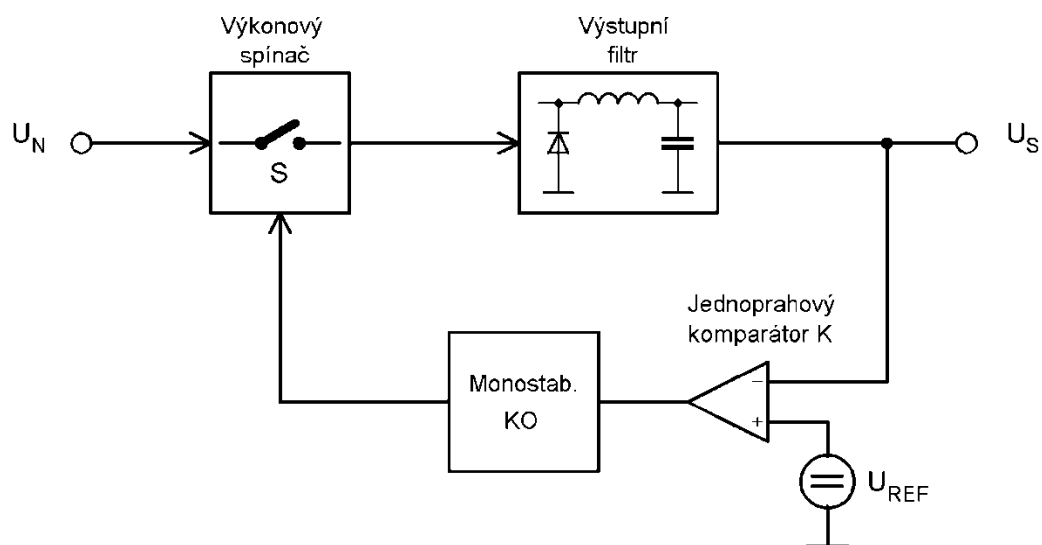 Výkonový
spínač
Výstupní
filtr
U_N
S
U_S
Jednoprahový
komparátor K
Monostab.
KO
−
+
U_REF